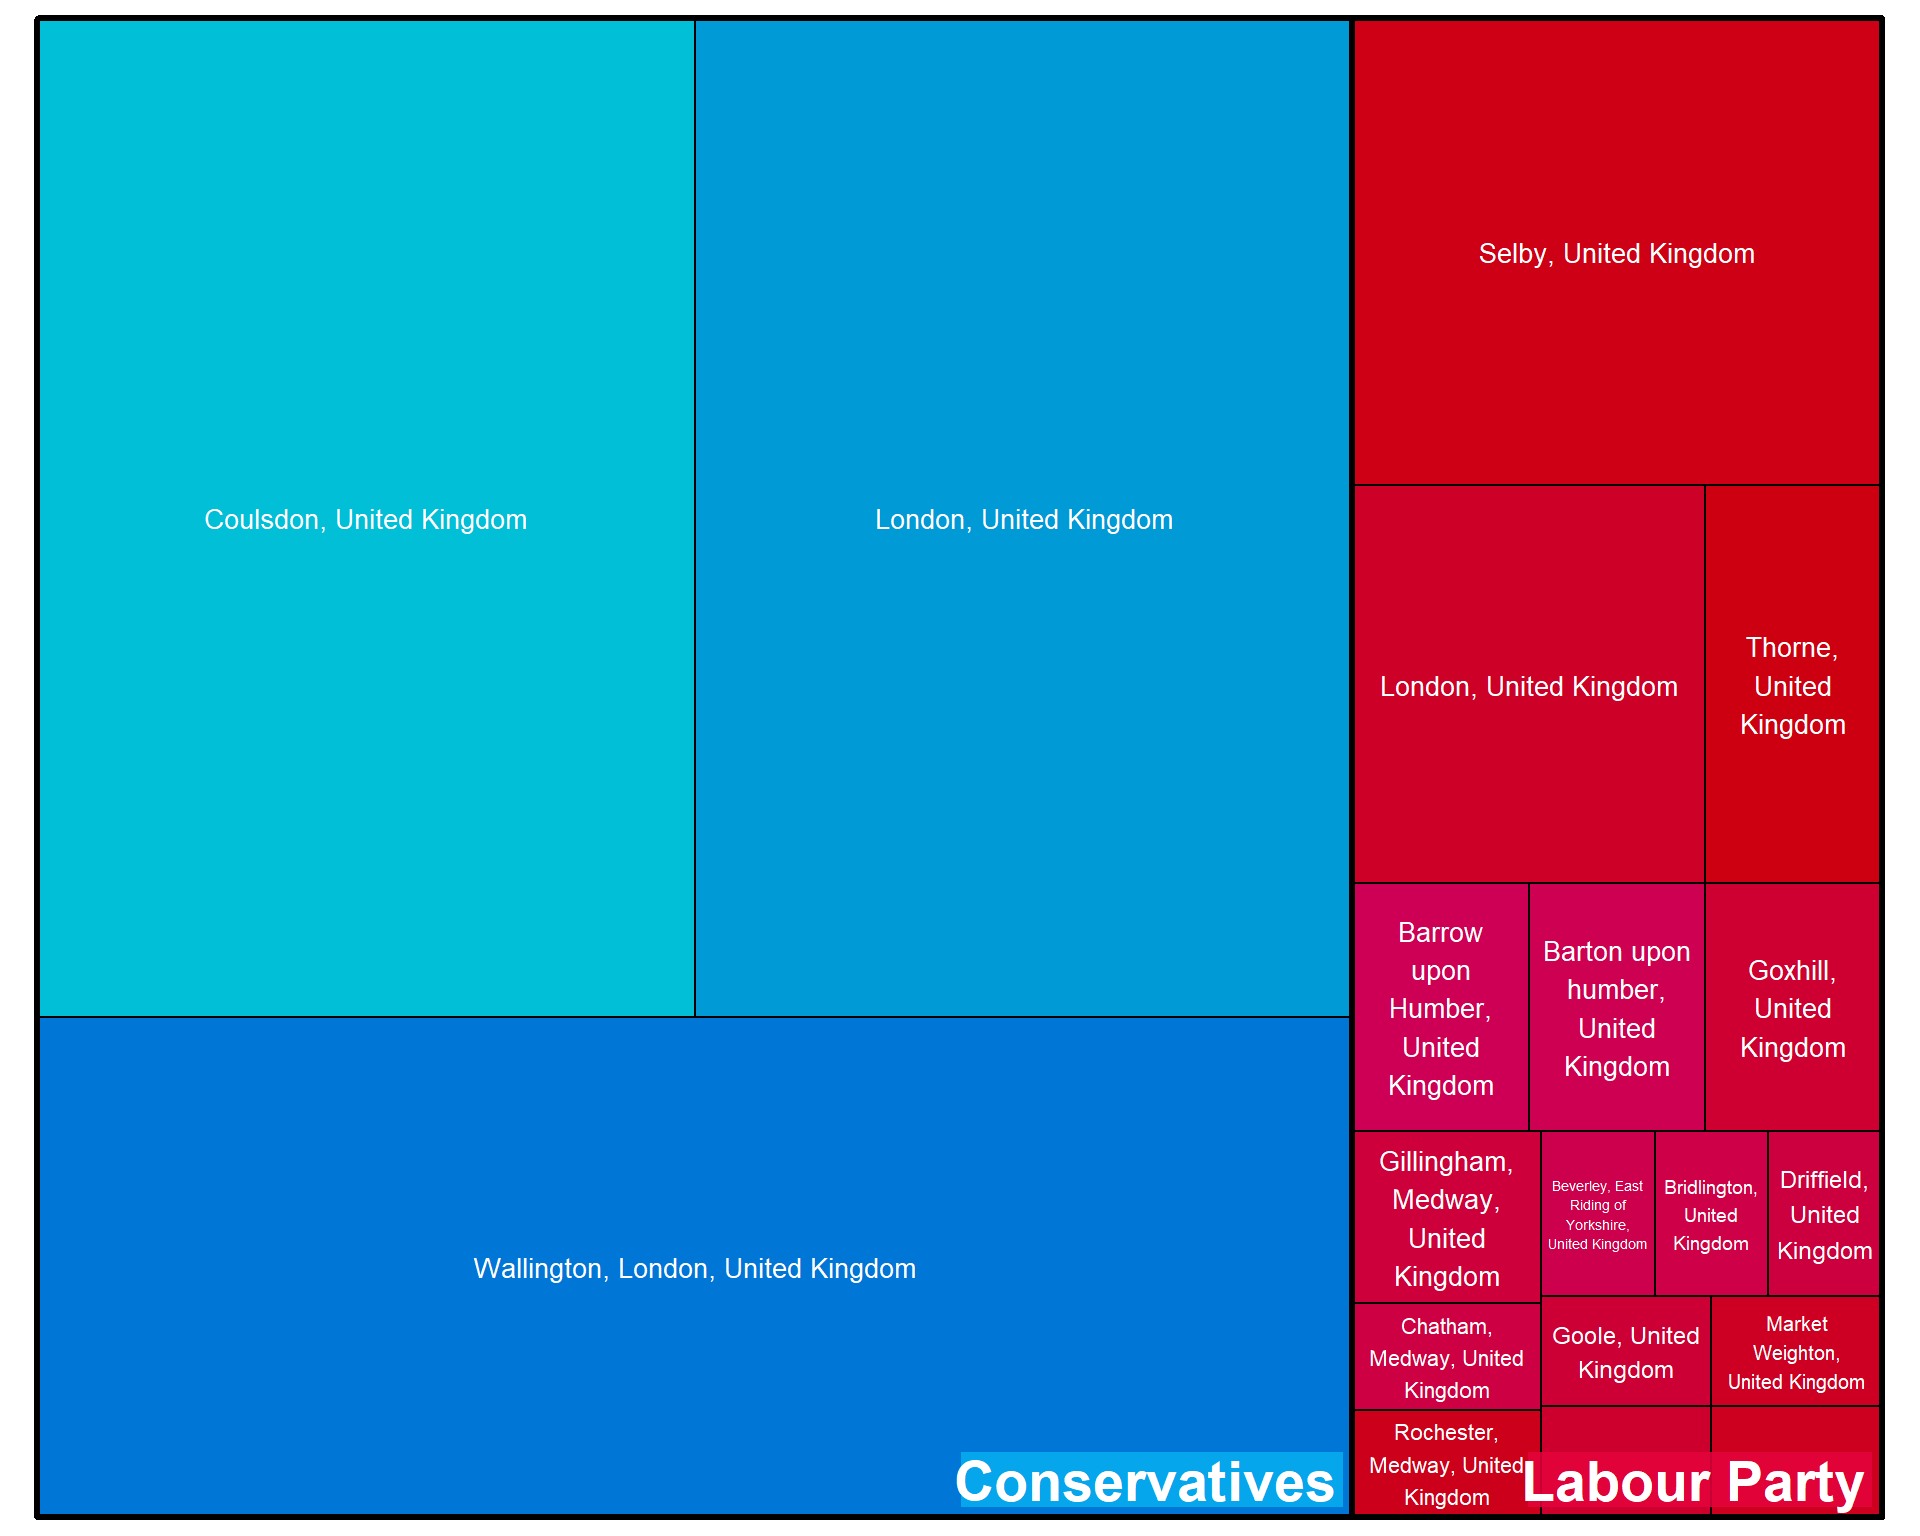 Coulsdon, United Kingdom
London, United Kingdom
Wallington, London, United Kingdom
Conservatives
Selby, United Kingdom
London, United Kingdom
Thorne,
United
Kingdom
Barrow
upon
Humber,
United
Kingdom
Barton upon
humber,
United
Kingdom
Goxhill,
United
Kingdom
Gillingham,
Medway,
United
Kingdom
Beverley, East
Riding of
Yorkshire,
United Kingdom
Bridlington,
United
Kingdom
Driffield,
United
Kingdom
Chatham,
Medway, United
Kingdom
Goole, United
Kingdom
Market
Weighton,
United Kingdom
Rochester,
Medway, United
Kingdom
Labour Party